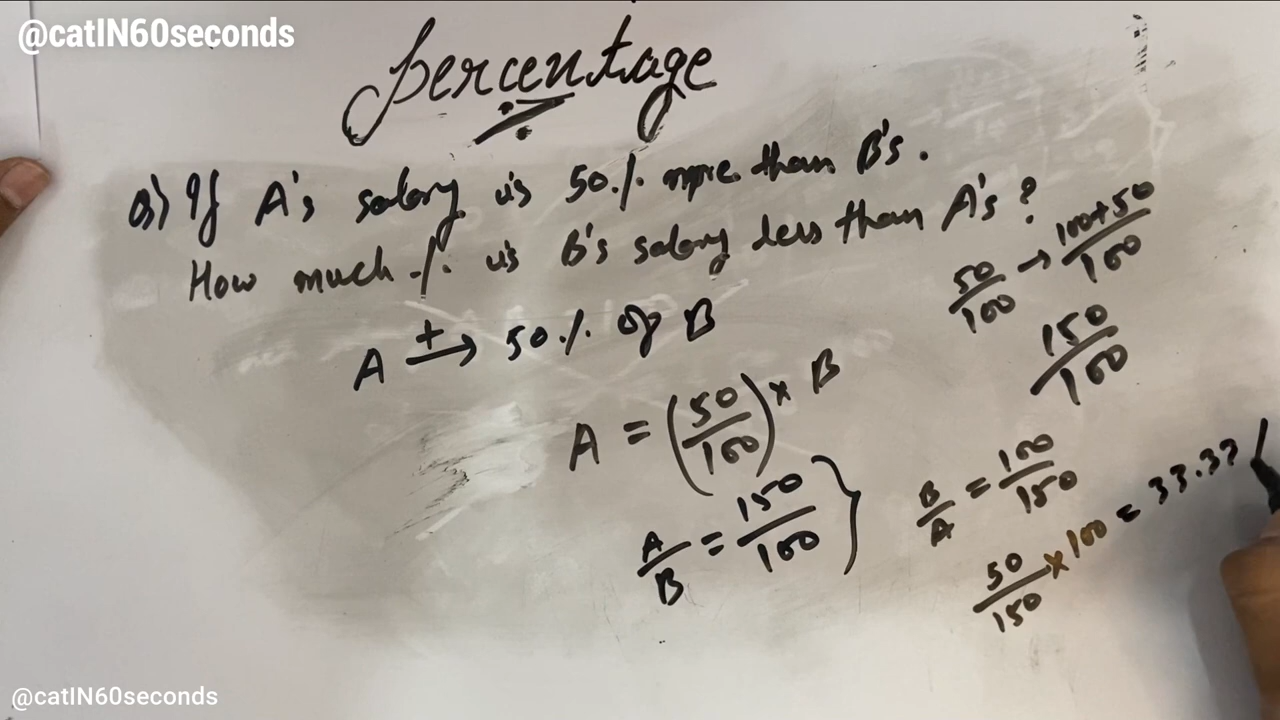 @catIN60seconds
Percentage
Q) If A's salary is 50% more than B's.
How much % is B's salary less than A's?
50/100 → 100+50/100
150/100
A +→ 50% of B
A = (50/100) × B
A/B = 150/100 }
B/A = 100/150
50/150 × 100 = 33.33 /
@catIN60seconds